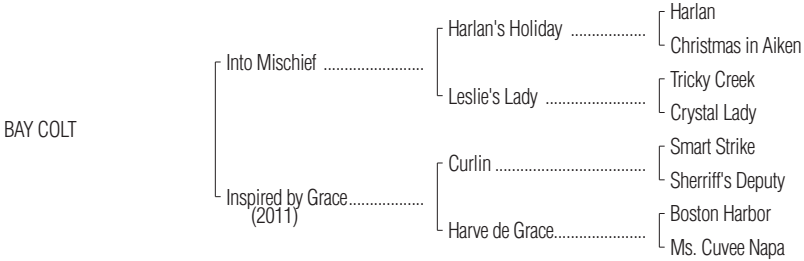 Harlan
Harlan's Holiday ..................
Christmas in Aiken
Into Mischief ........................
Tricky Creek
Leslie's Lady ........................
Crystal Lady
BAY COLT
Smart Strike
Curlin ....................................
Sherriff's Deputy
Inspired by Grace..................
(2011)
Boston Harbor
Harve de Grace......................
Ms. Cuvee Napa